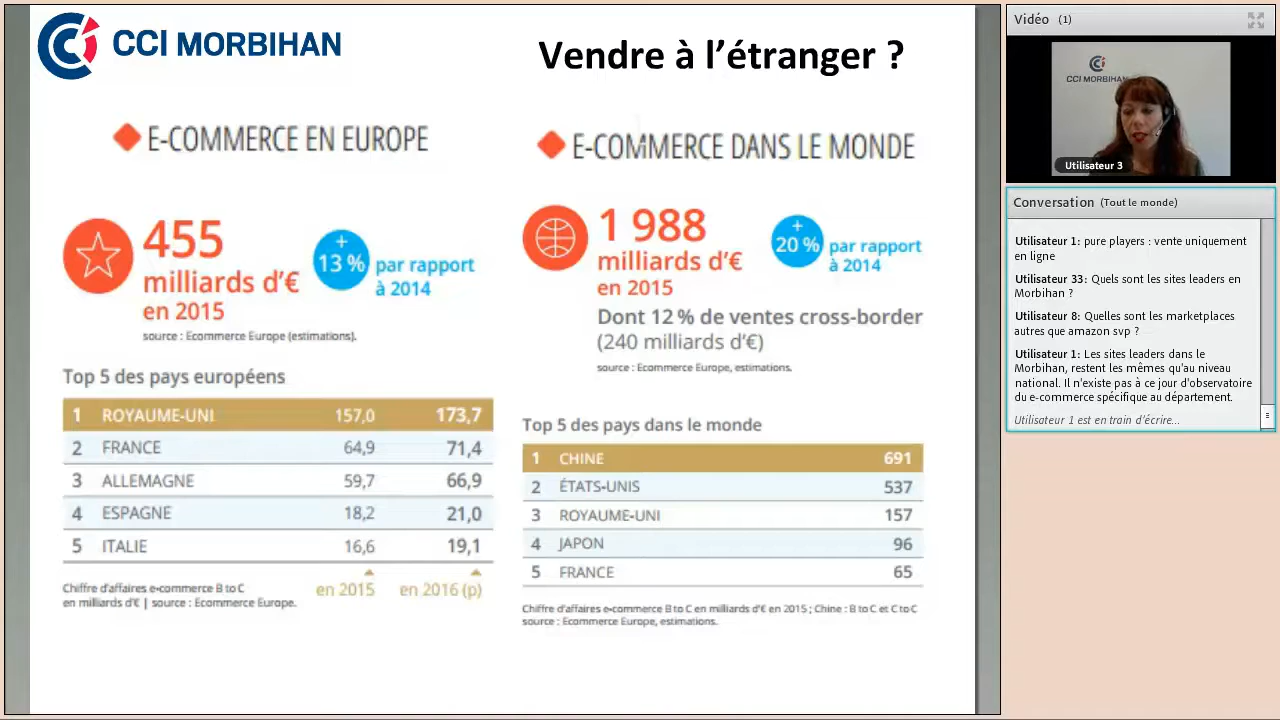 CCI MORBIHAN
Vendre à l'étranger ?
E-COMMERCE EN EUROPE
455
milliards d'€
en 2015
+
13 %
par rapport
à 2014
source : Ecommerce Europe (estimations).
Top 5 des pays européens
1 ROYAUME-UNI 157,0 173,7
2 FRANCE 64,9 71,4
3 ALLEMAGNE 59,7 66,9
4 ESPAGNE 18,2 21,0
5 ITALIE 16,6 19,1
en 2015 en 2016 (p)
Chiffre d'affaires e-commerce B to C
en milliards d'€ | source : Ecommerce Europe.
E-COMMERCE DANS LE MONDE
1 988
milliards d'€
en 2015
+
20 %
par rapport
à 2014
Dont 12 % de ventes cross-border
(240 milliards d'€)
source : Ecommerce Europe, estimations.
Top 5 des pays dans le monde
1 CHINE 691
2 ÉTATS-UNIS 537
3 ROYAUME-UNI 157
4 JAPON 96
5 FRANCE 65
Chiffre d'affaires e-commerce B to C en milliards d'€ en 2015 ; Chine : B to C et C to C
source : Ecommerce Europe, estimations.
Vidéo (1)
CCI MORBIHAN
Utilisateur 3
Conversation (Tout le monde)
Utilisateur 1: pure players : vente uniquement
en ligne
Utilisateur 33: Quels sont les sites leaders en
Morbihan ?
Utilisateur 8: Quelles sont les marketplaces
autres que amazon svp ?
Utilisateur 1: Les sites leaders dans le
Morbihan, restent les mêmes qu'au niveau
national. Il n'existe pas à ce jour d'observatoire
du e-commerce spécifique au département.
Utilisateur 1 est en train d'écrire...